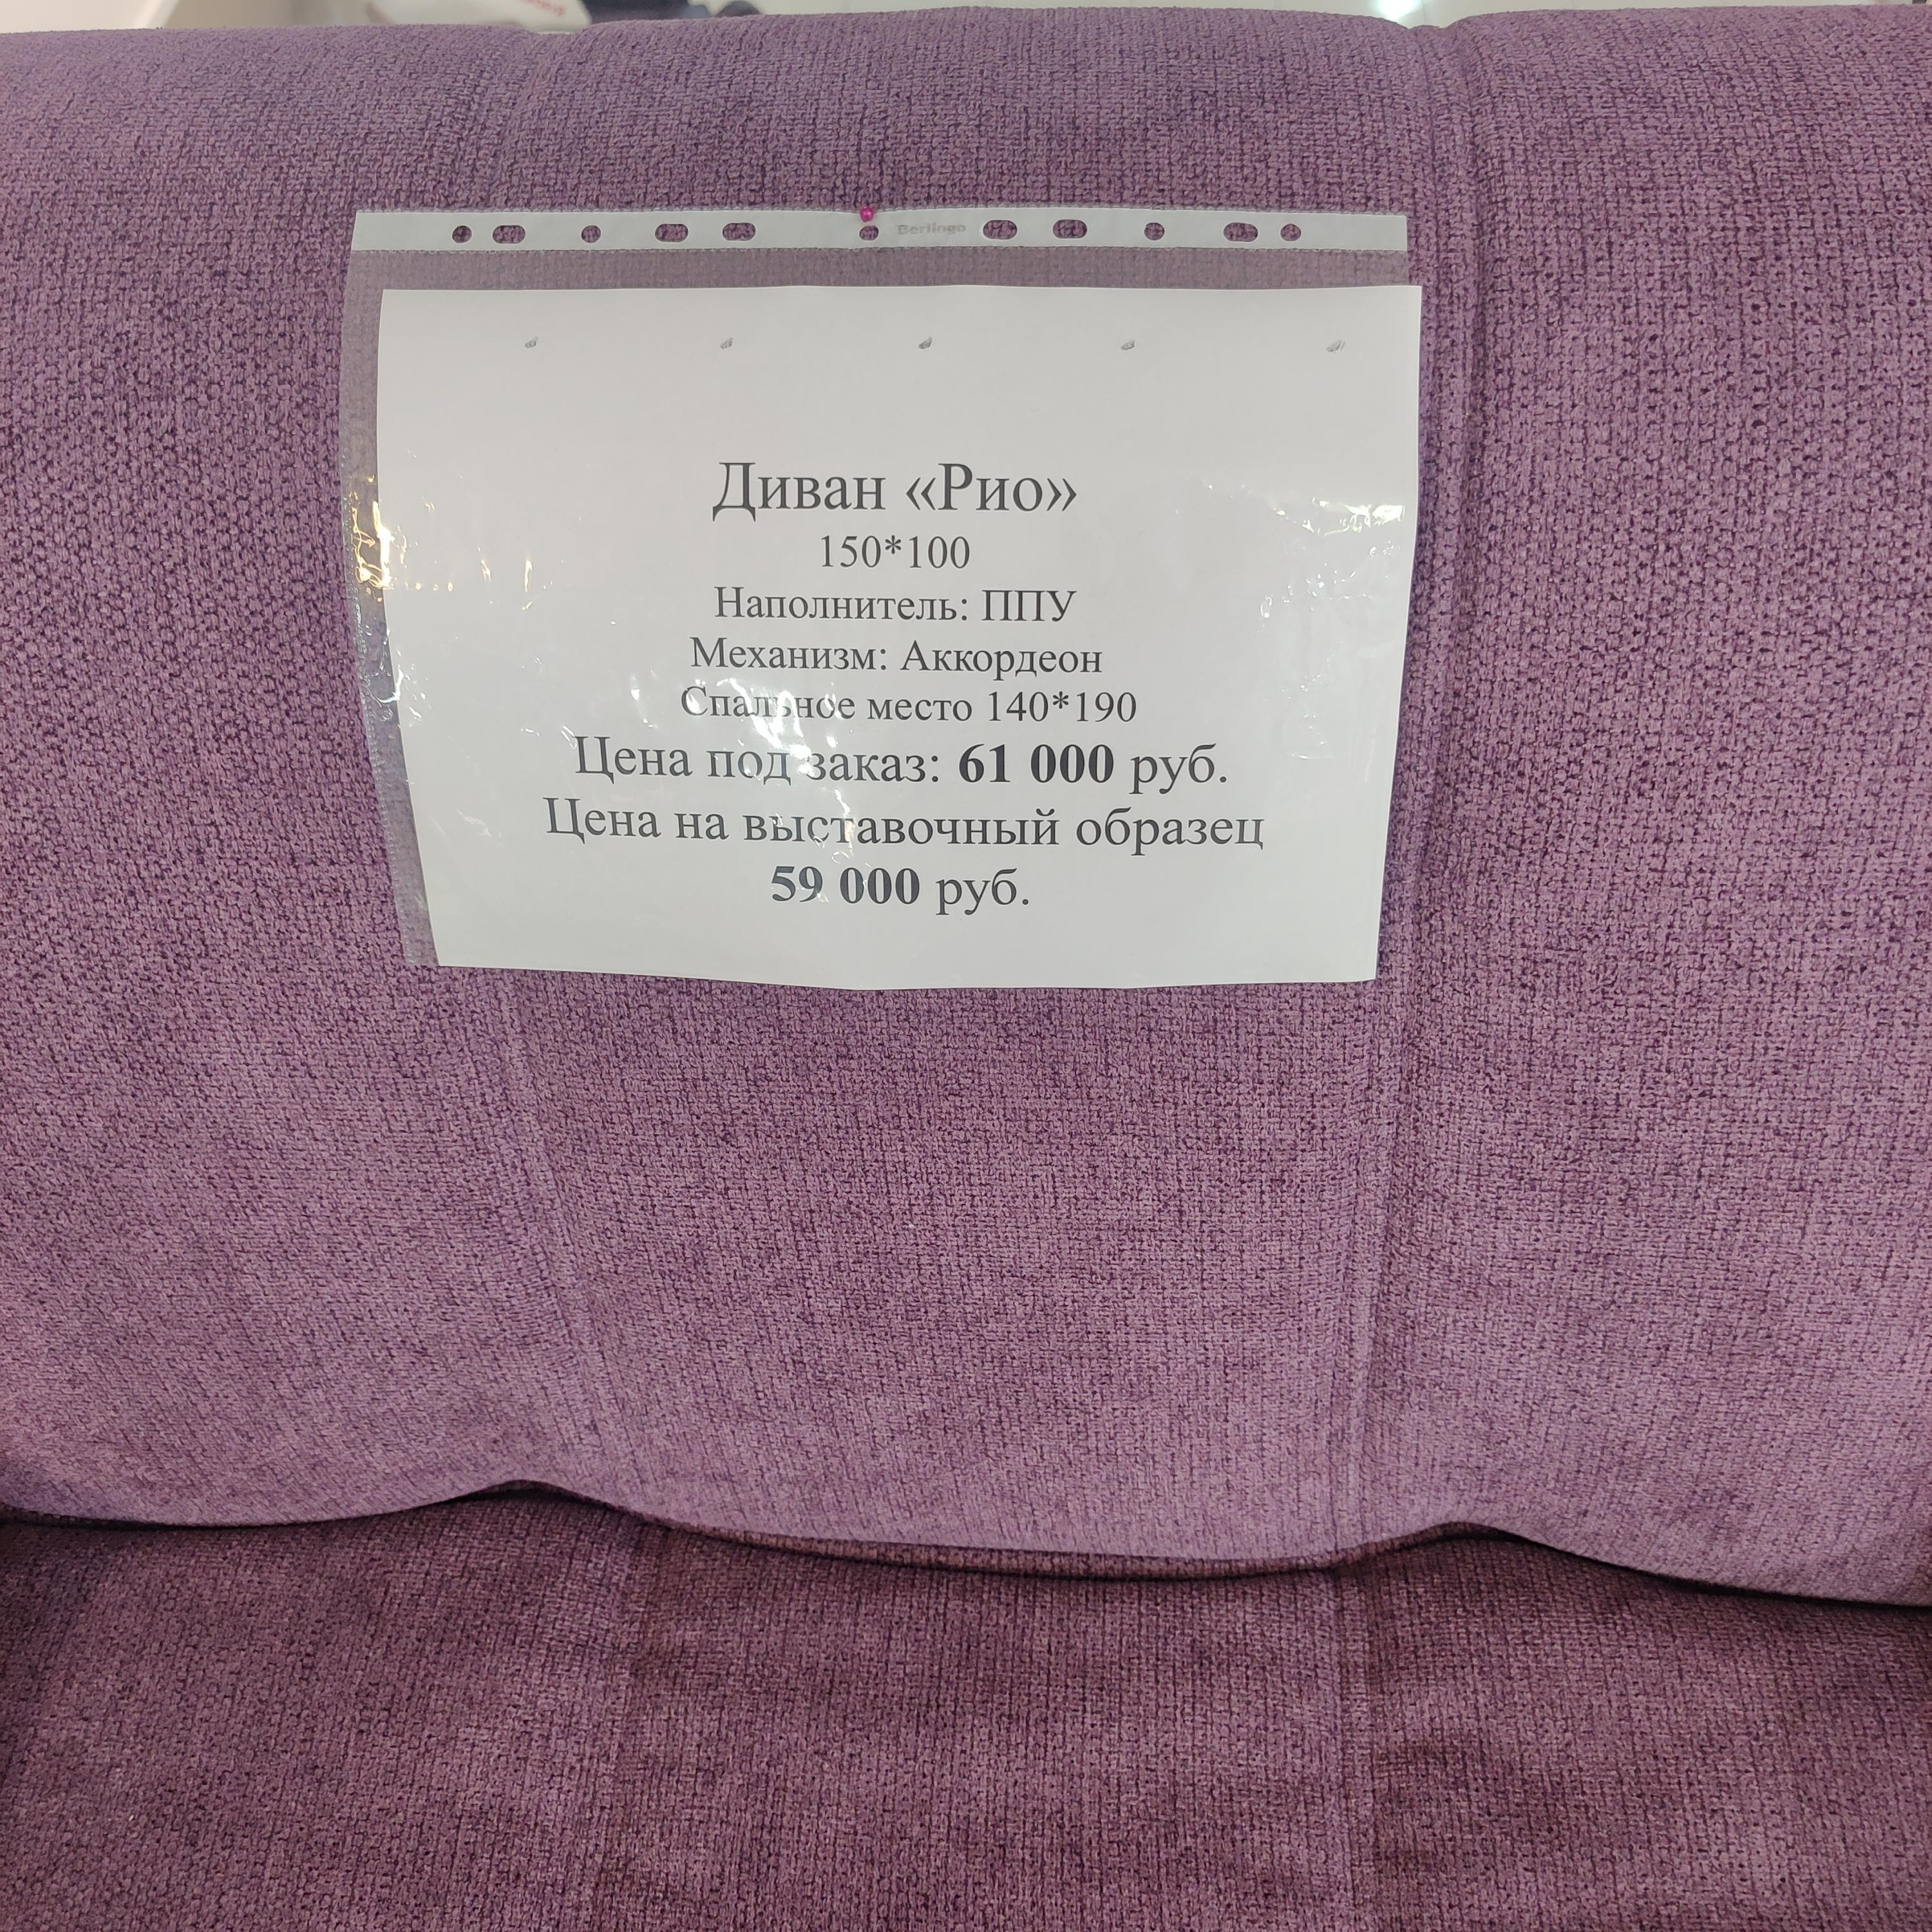 Berlingo
Диван «Рио»
150*100
Наполнитель: ППУ
Механизм: Аккордеон
Спальное место 140*190
Цена под заказ: 61 000 руб.
Цена на выставочный образец
59 000 руб.